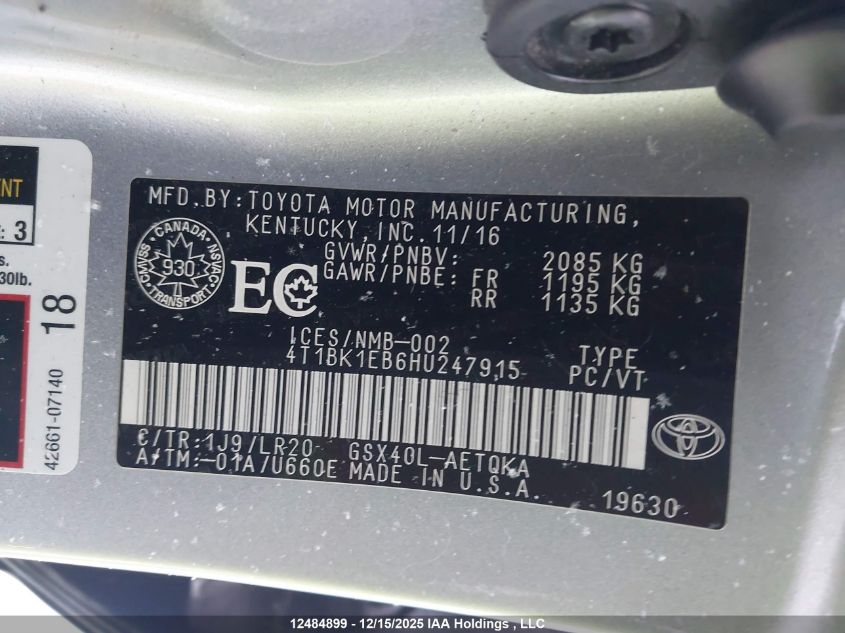 NT
: 3
s.
30lb.
18
42661-07140
MFD.BY:TOYOTA MOTOR MANUFACTURING,
KENTUCKY, INC.11/16
CANADA
CMVSS
930
NSVAC
TRANSPORT
EC
GVWR/PNBV: 2085 KG
GAWR/PNBE: FR 1195 KG
RR 1135 KG
ICES/NMB-002
4T1BK1EB6HU247915
TYPE
PC/VT
C/TR:1J9/LR20 GSX40L-AETQKA
A/TM:-01A/U660E MADE IN U.S.A.
19630
12484899 - 12/15/2025 IAA Holdings , LLC